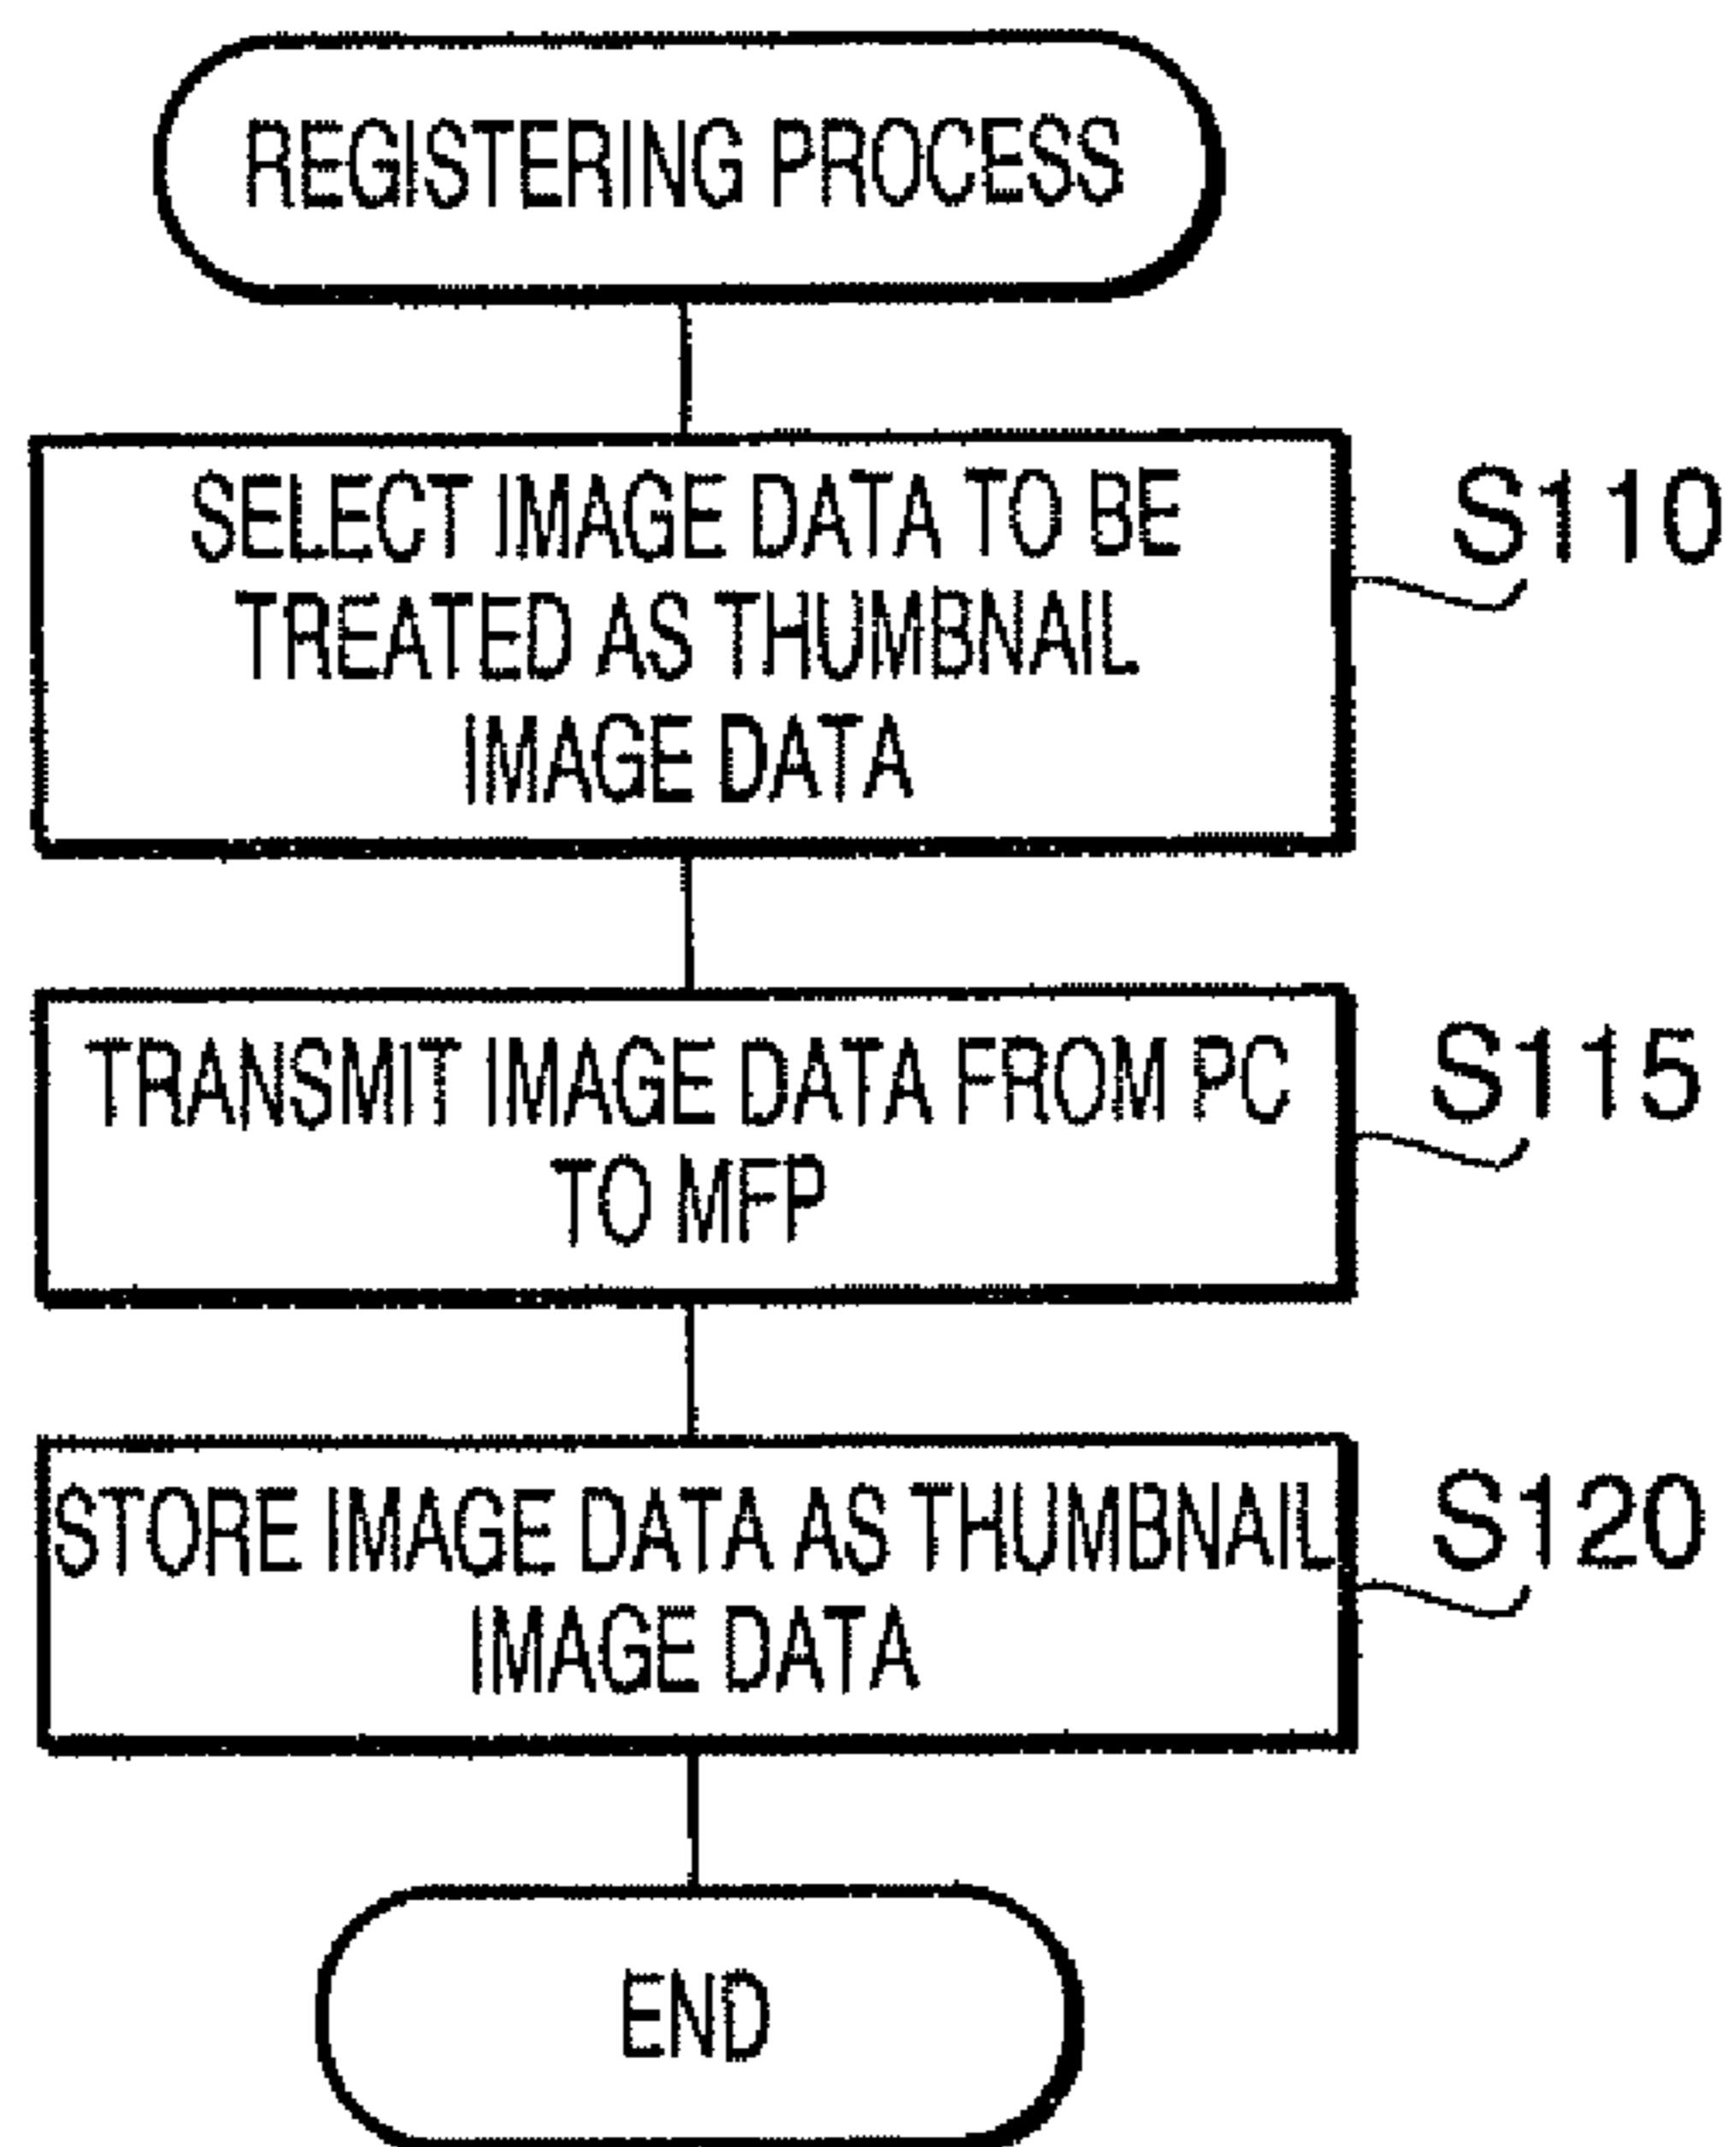 REGISTERING PROCESS
SELECT IMAGE DATA TO BE
TREATED AS THUMBNAIL
IMAGE DATA
S110
TRANSMIT IMAGE DATA FROM PC
TO MFP
S115
STORE IMAGE DATA AS THUMBNAIL
IMAGE DATA
S120
END